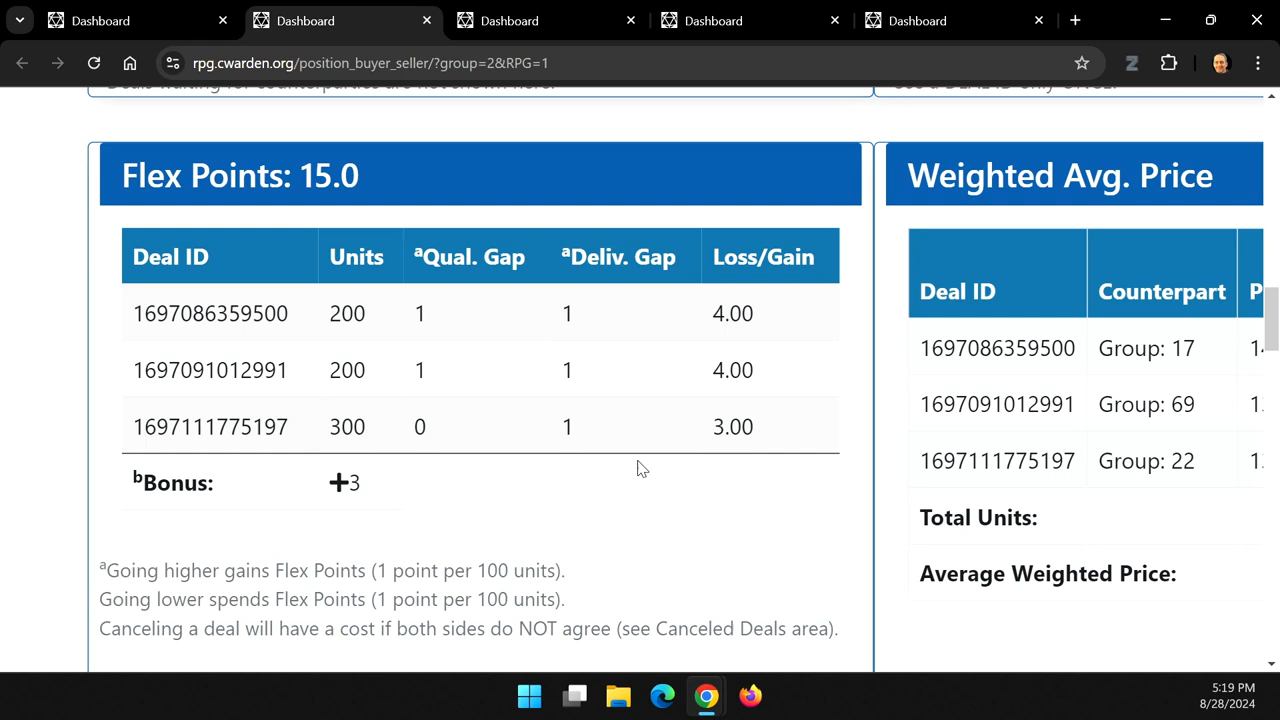 Dashboard
Dashboard
Dashboard
Dashboard
Dashboard
rpg.cwarden.org/position_buyer_seller/?group=2&RPG=1
Flex Points: 15.0
Deal ID Units aQual. Gap aDeliv. Gap Loss/Gain
1697086359500 200 1 1 4.00
1697091012991 200 1 1 4.00
1697111775197 300 0 1 3.00
bBonus: +3
aGoing higher gains Flex Points (1 point per 100 units).
Going lower spends Flex Points (1 point per 100 units).
Canceling a deal will have a cost if both sides do NOT agree (see Canceled Deals area).
Weighted Avg. Price
Deal ID Counterpart
1697086359500 Group: 17
1697091012991 Group: 69
1697111775197 Group: 22
Total Units:
Average Weighted Price:
5:19 PM
8/28/2024